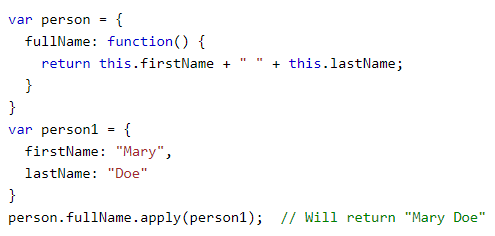 var person = {
  fullName: function() {
    return this.firstName + " " + this.lastName;
  }
}
var person1 = {
  firstName: "Mary",
  lastName: "Doe"
}
person.fullName.apply(person1);  // Will return "Mary Doe"